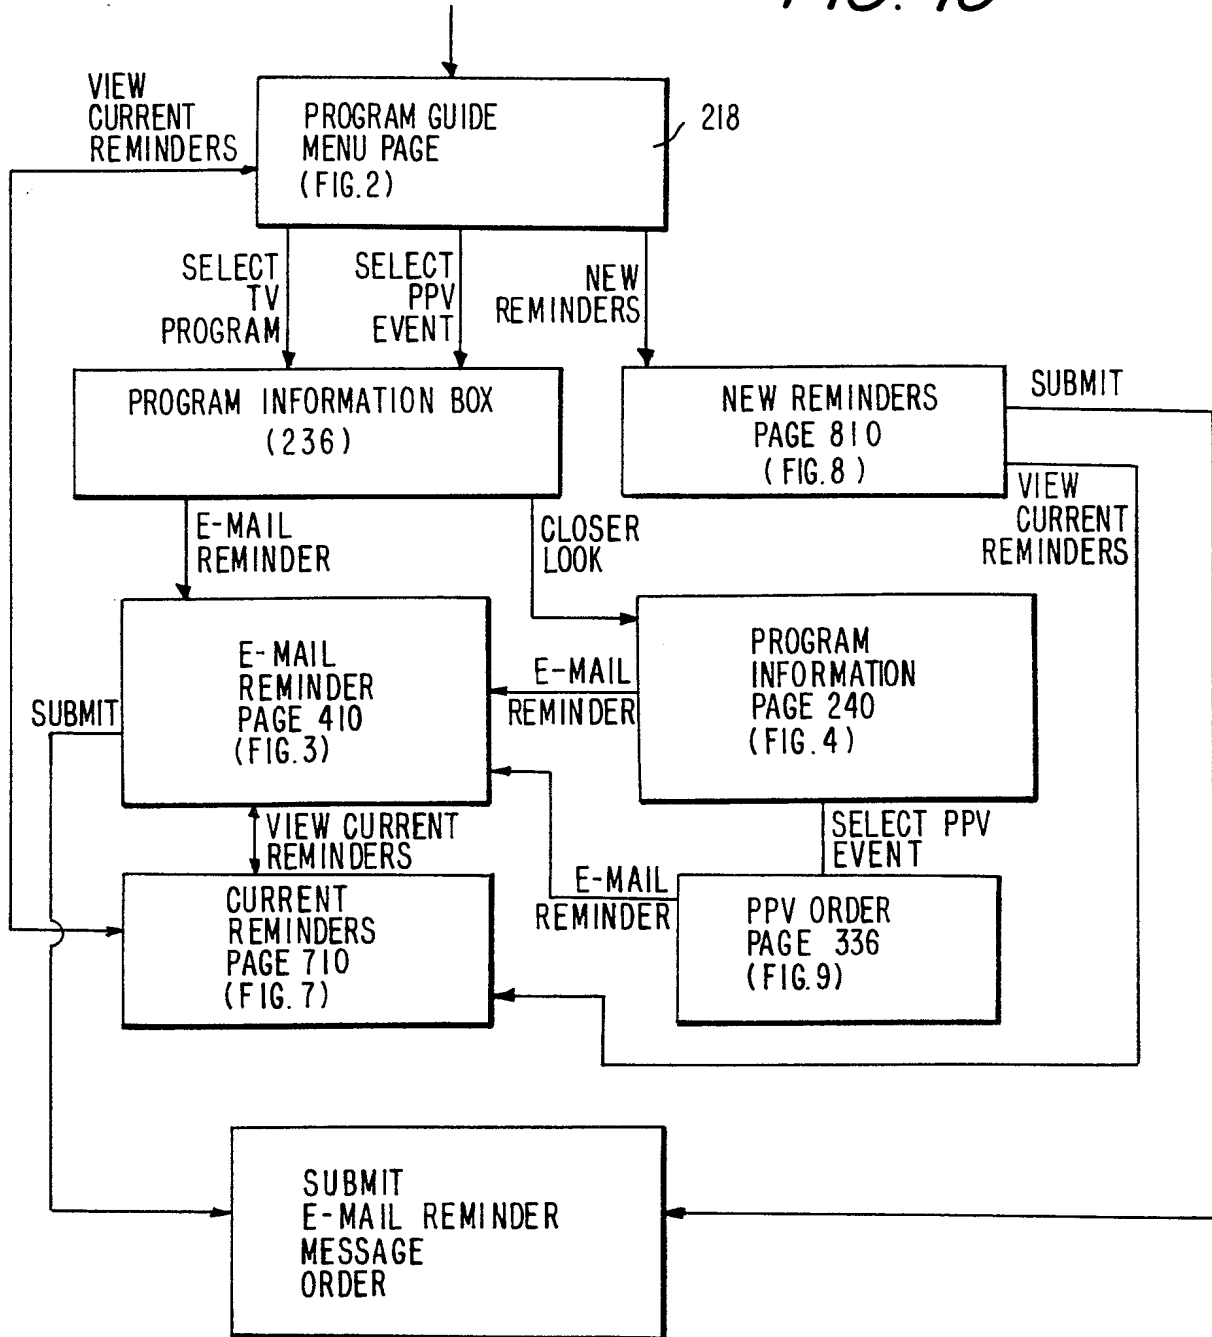 FIG. 10
VIEW
CURRENT
REMINDERS
PROGRAM GUIDE
MENU PAGE
(FIG.2)
218
SELECT
TV
PROGRAM
SELECT
PPV
EVENT
NEW
REMINDERS
PROGRAM INFORMATION BOX
(236)
NEW REMINDERS
PAGE 810
(FIG.8)
SUBMIT
VIEW
CURRENT
REMINDERS
E-MAIL
REMINDER
CLOSER
LOOK
E-MAIL
REMINDER
PAGE 410
(FIG.3)
E-MAIL
REMINDER
PROGRAM
INFORMATION
PAGE 240
(FIG.4)
SUBMIT
VIEW CURRENT
REMINDERS
SELECT PPV
EVENT
E-MAIL
REMINDER
CURRENT
REMINDERS
PAGE 710
(FIG.7)
PPV ORDER
PAGE 336
(FIG.9)
SUBMIT
E-MAIL REMINDER
MESSAGE
ORDER